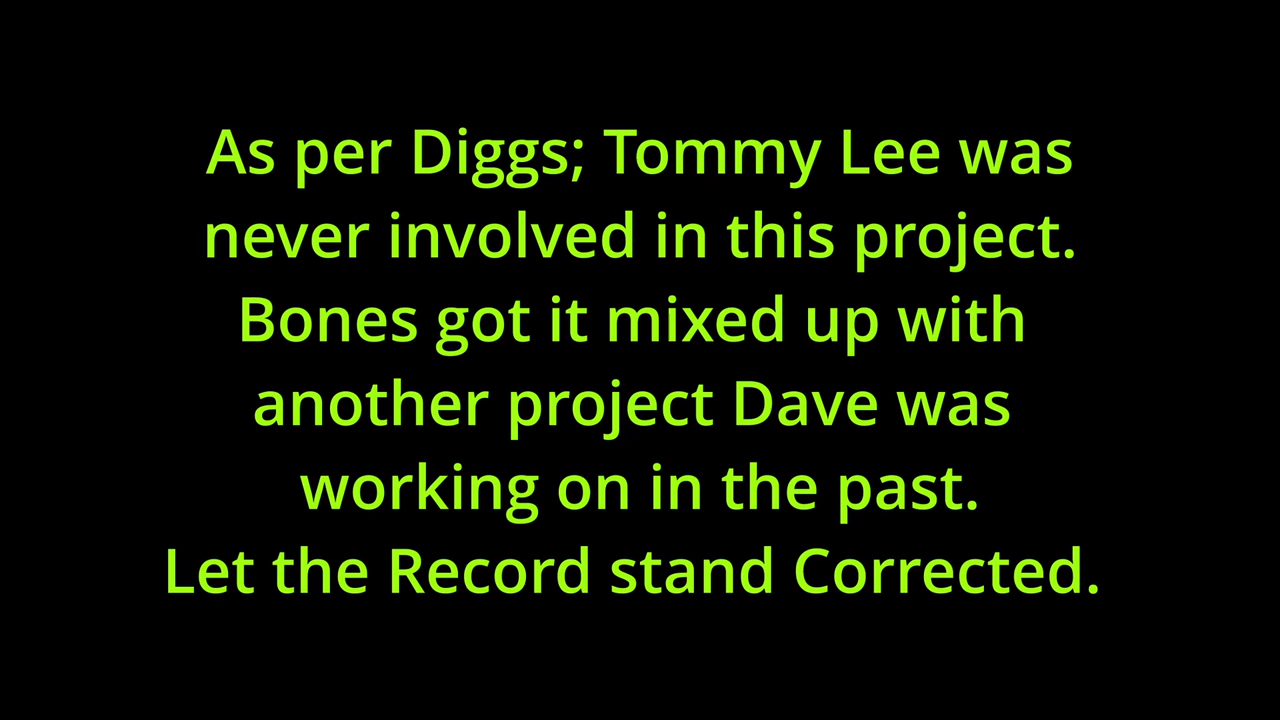 As per Diggs; Tommy Lee was
never involved in this project.
Bones got it mixed up with
another project Dave was
working on in the past.
Let the Record stand Corrected.